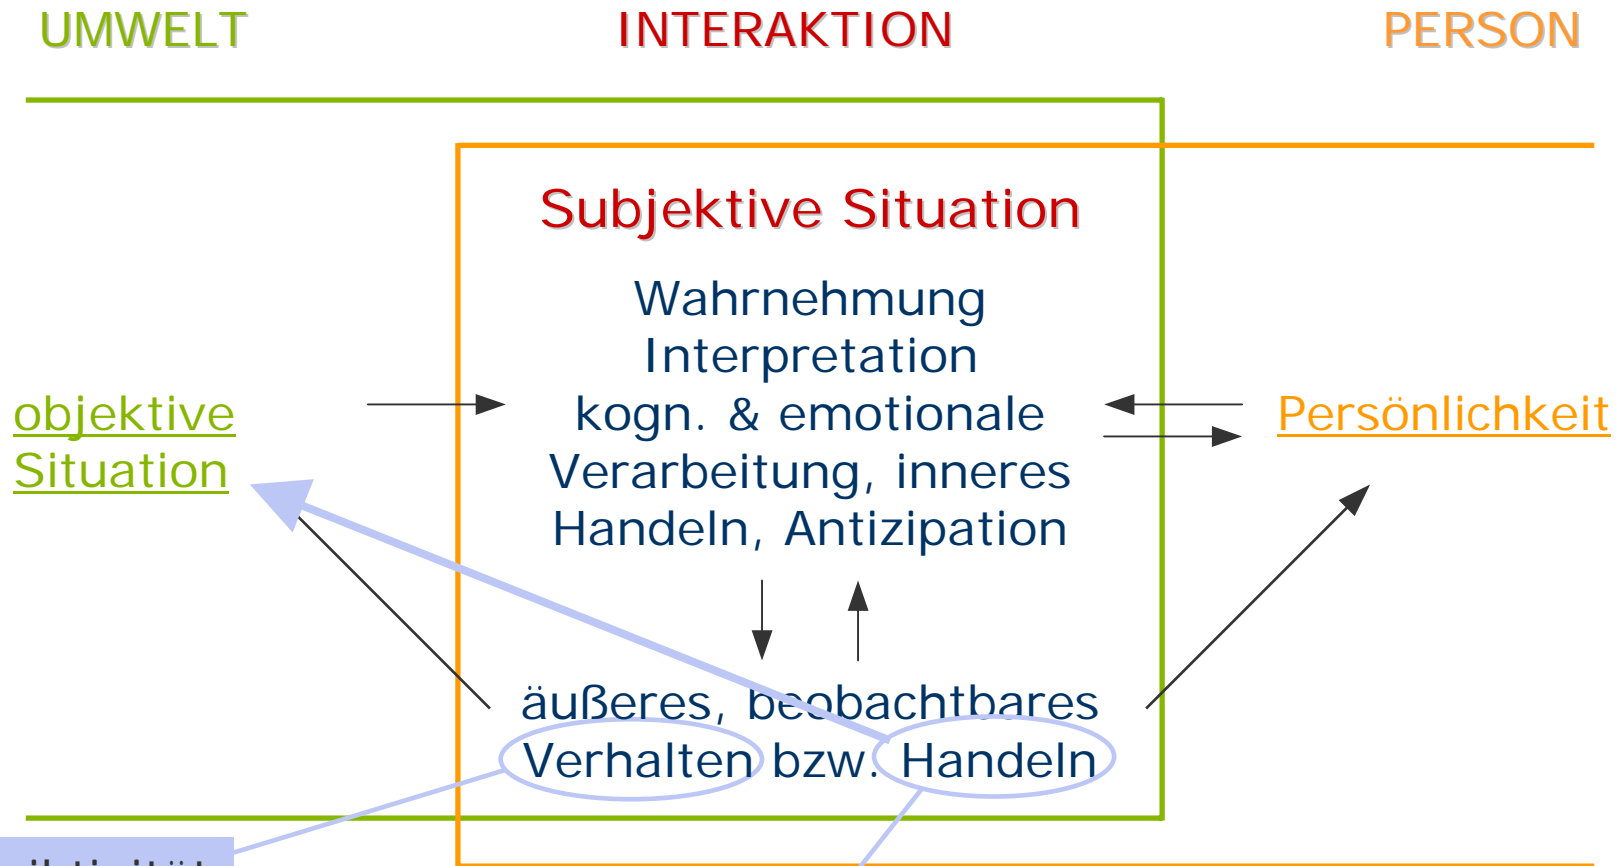 UMWELT INTERAKTION PERSON
Subjektive Situation
Wahrnehmung
Interpretation
kogn. & emotionale
Verarbeitung, inneres
Handeln, Antizipation
objektive
Situation
Persönlichkeit
äußeres, beobachtbares
Verhalten bzw. Handeln